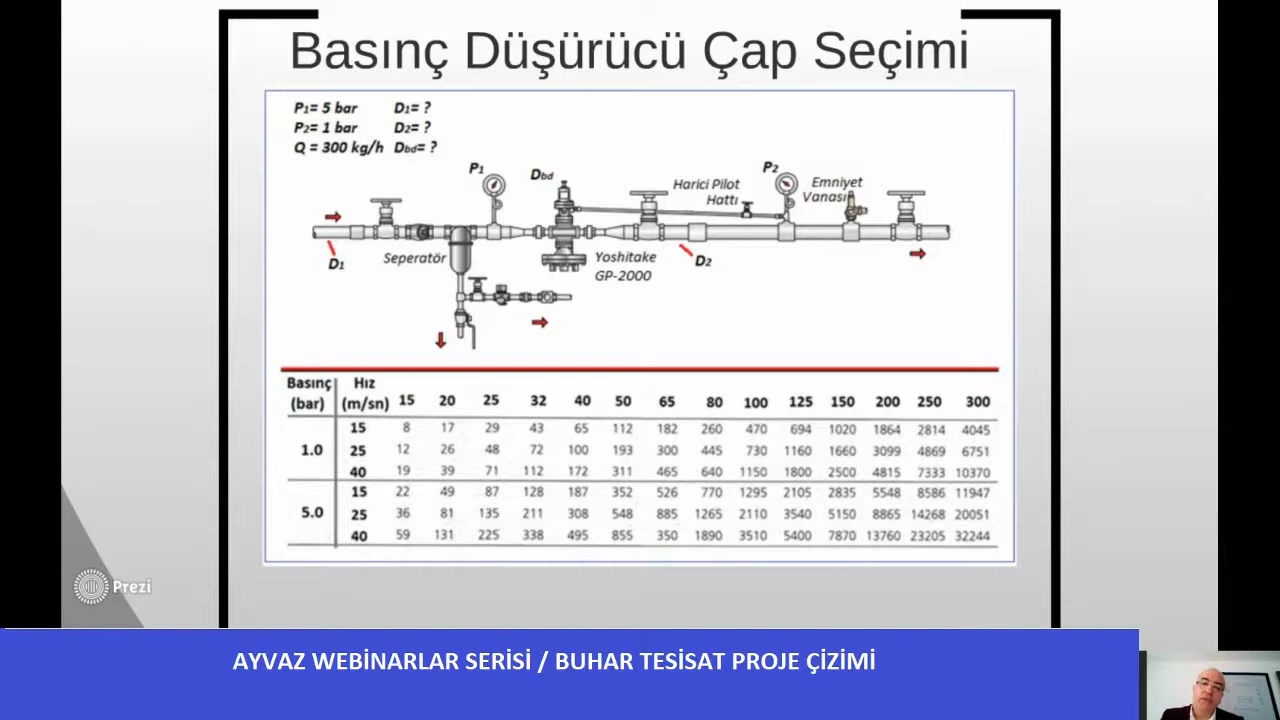 Basınç Düşürücü Çap Seçimi
P1= 5 bar D1= ?
P2= 1 bar D2= ?
Q = 300 kg/h Dbd= ?
P1
Dbd
Harici Pilot
Hattı
P2
Emniyet
Vanası
D1
Seperatör
Yoshitake
GP-2000
D2
Basınç (bar) Hız (m/sn) 15 20 25 32 40 50 65 80 100 125 150 200 250 300
15 8 17 29 43 65 112 182 260 470 694 1020 1864 2814 4045
1.0 25 12 26 48 72 100 193 300 445 730 1160 1660 3099 4869 6751
40 19 39 71 112 172 311 465 640 1150 1800 2500 4815 7333 10370
15 22 49 87 128 187 352 526 770 1295 2105 2835 5548 8586 11947
5.0 25 36 81 135 211 308 548 885 1265 2110 3540 5150 8865 14268 20051
40 59 131 225 338 495 855 350 1890 3510 5400 7870 13760 23205 32244
Prezi
AYVAZ WEBİNARLAR SERİSİ / BUHAR TESİSAT PROJE ÇİZİMİ